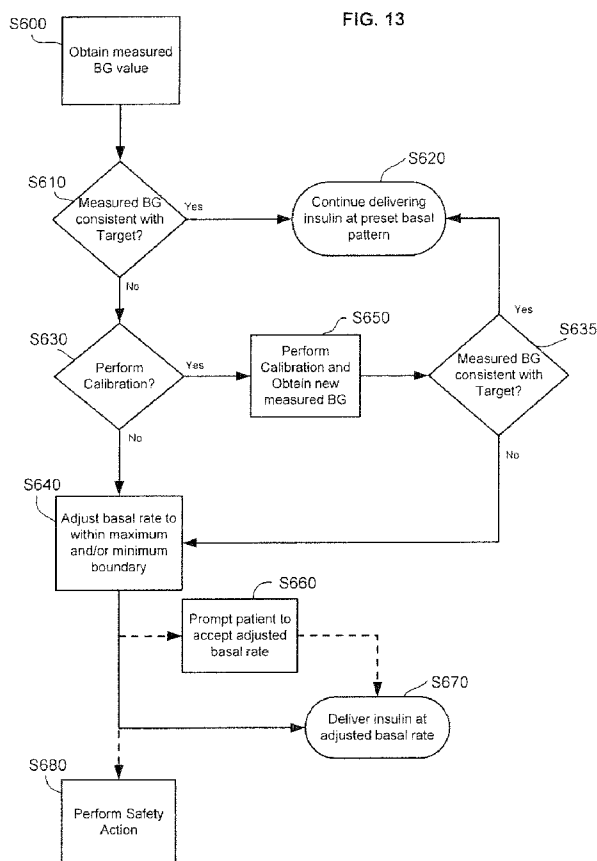 FIG. 13
S600
Obtain measured
BG value
S610
Measured BG
consistent with
Target?
Yes
No
S620
Continue delivering
insulin at preset basal
pattern
S630
Perform
Calibration?
Yes
No
S650
Perform
Calibration and
Obtain new
measured BG
S635
Measured BG
consistent with
Target?
Yes
No
S640
Adjust basal rate to
within maximum
and/or minimum
boundary
S660
Prompt patient to
accept adjusted
basal rate
S670
Deliver insulin at
adjusted basal rate
S680
Perform Safety
Action